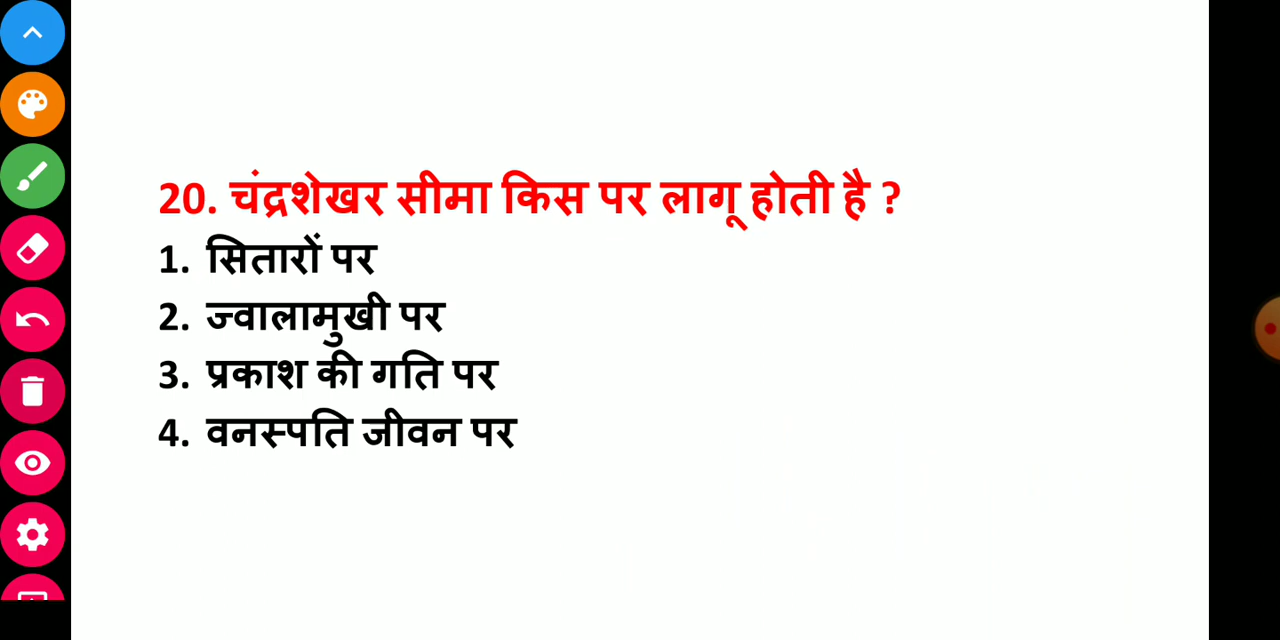 20. चंद्रशेखर सीमा किस पर लागू होती है ?
1. सितारों पर
2. ज्वालामुखी पर
3. प्रकाश की गति पर
4. वनस्पति जीवन पर